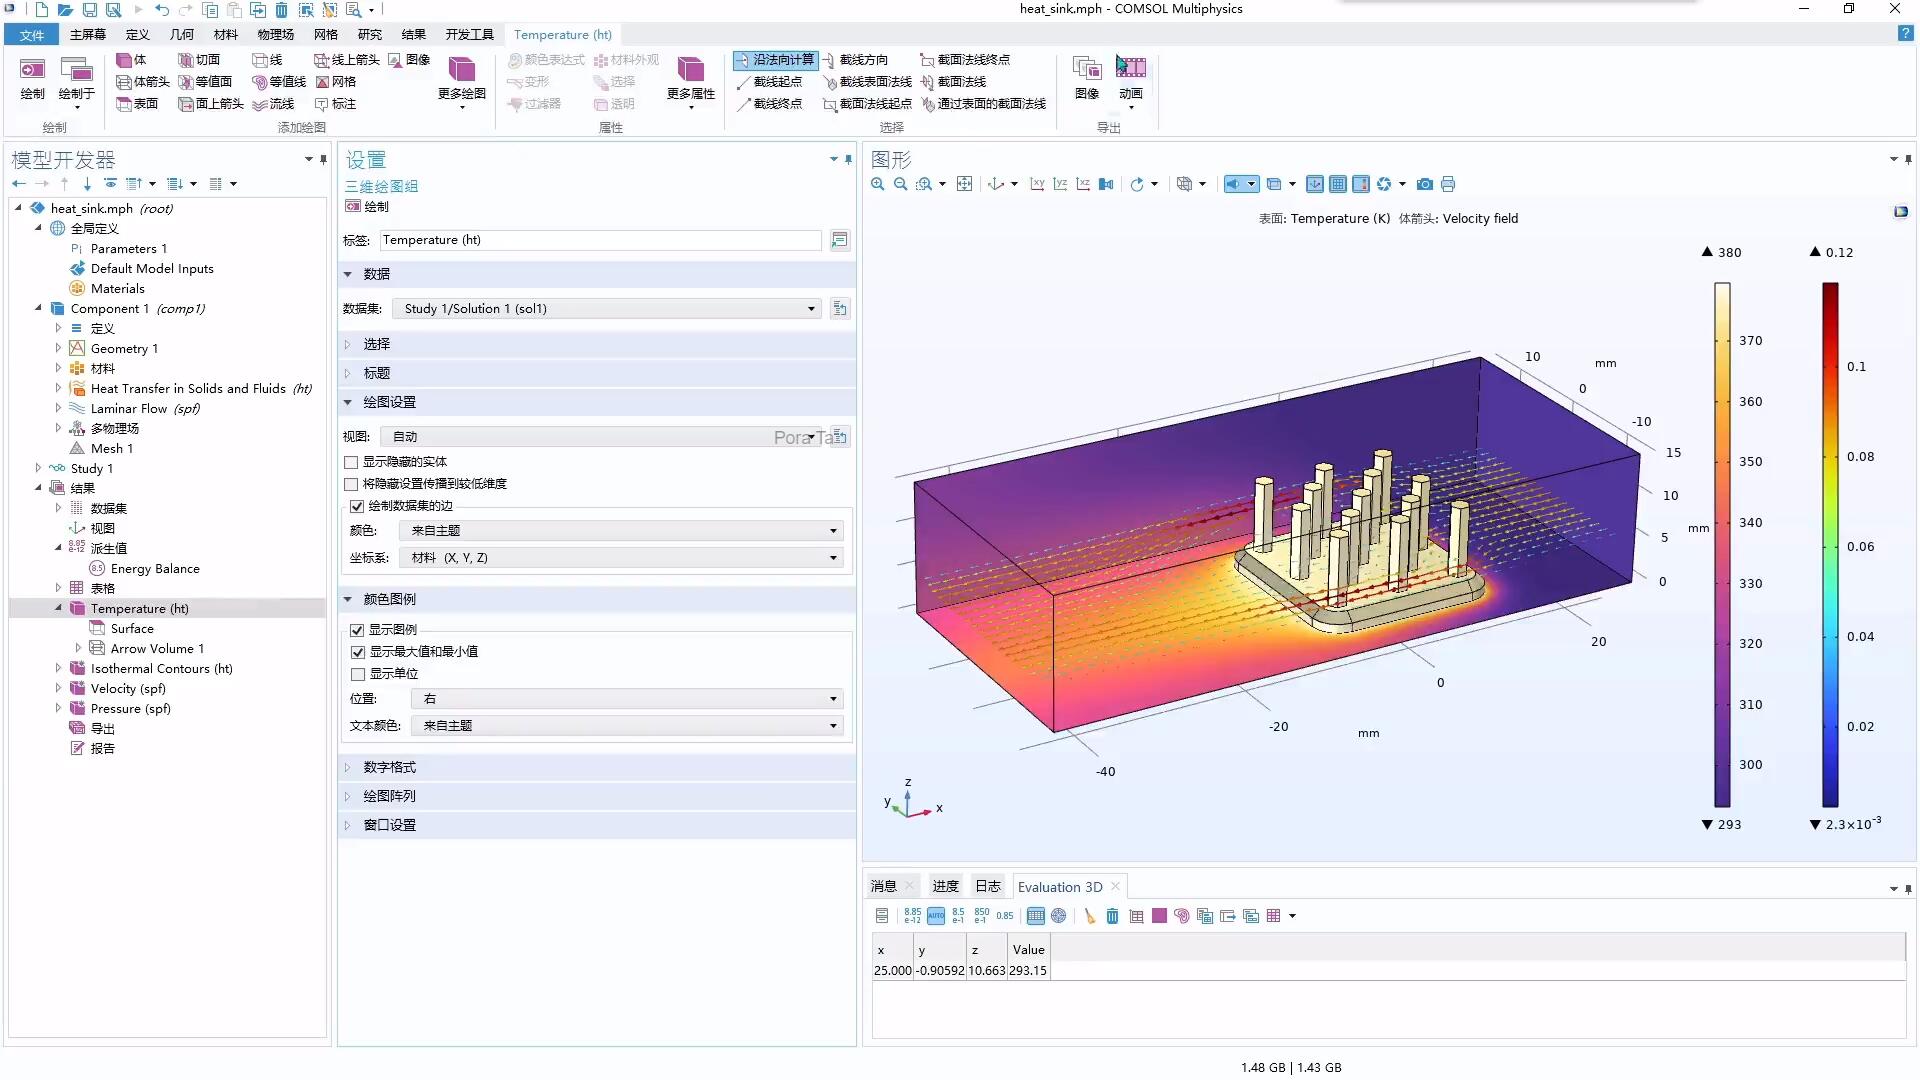 heat_sink.mph - COMSOL Multiphysics
文件 主屏幕 定义 几何 材料 物理场 网格 研究 结果 开发工具 Temperature (ht) ?
绘制 绘制于
绘制
体 切面 线 线上箭头 图像
体箭头 等值面 等值线 网格
表面 面上箭头 流线 标注
更多绘图
添加绘图
颜色表达式 材料外观
变形 选择
过滤器 透明
更多属性
属性
沿法向计算 截线方向 截面法线终点
截线起点 截线表面法线 截面法线
截线终点 截面法线起点 通过表面的截面法线
选择
图像 动画
导出
模型开发器
heat_sink.mph (root)
全局定义
Pi Parameters 1
Default Model Inputs
Materials
Component 1 (comp1)
定义
Geometry 1
材料
Heat Transfer in Solids and Fluids (ht)
Laminar Flow (spf)
多物理场
Mesh 1
Study 1
结果
数据集
视图
8.85 e-12 派生值
8.5 Energy Balance
表格
Temperature (ht)
Surface
Arrow Volume 1
Isothermal Contours (ht)
Velocity (spf)
Pressure (spf)
导出
报告
设置
三维绘图组
绘制
标签: Temperature (ht)
数据
数据集: Study 1/Solution 1 (sol1)
选择
标题
绘图设置
视图: 自动
显示隐藏的实体
将隐藏设置传播到较低维度
绘制数据集的边
颜色: 来自主题
坐标系: 材料 (X, Y, Z)
颜色图例
显示图例
显示最大值和最小值
显示单位
位置: 右
文本颜色: 来自主题
数字格式
绘图阵列
窗口设置
图形
xy yz xz
表面: Temperature (K) 体箭头: Velocity field
▲ 380
370
360
350
340
330
320
310
300
▼ 293
▲ 0.12
0.1
0.08
0.06
0.04
0.02
▼ 2.3×10⁻³
10
0
-10
mm
15
10
5
0
mm
20
0
-20
-40
mm
z
y
x
消息 进度 日志 Evaluation 3D
8.85 e-12 AUTO 8.5 e-1 850 e-1 0.85
x y z Value
25.000 -0.90592 10.663 293.15
1.48 GB | 1.43 GB